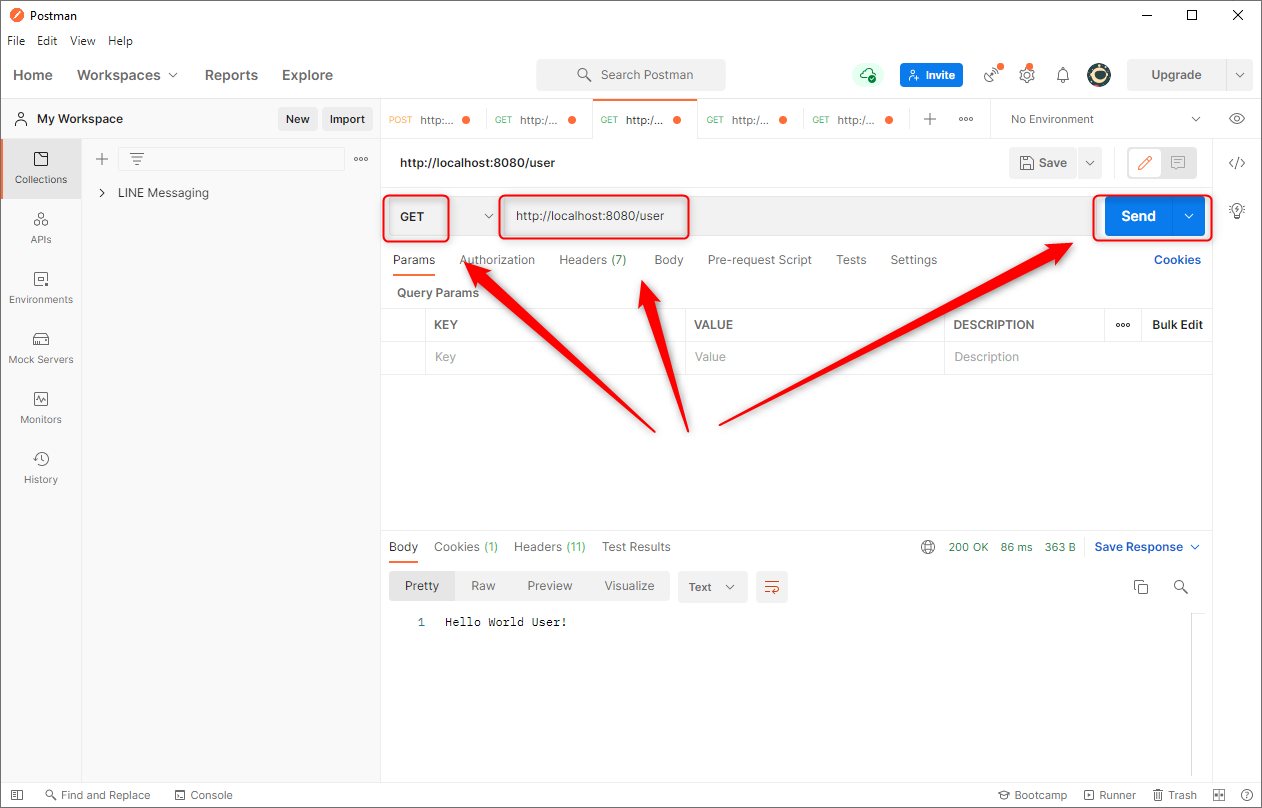 Postman
File Edit View Help
Home Workspaces Reports Explore Search Postman Invite Upgrade
My Workspace New Import
POST http:... GET http:/... GET http:/... GET http:/... GET http:/... No Environment
Collections
LINE Messaging
APIs
Environments
Mock Servers
Monitors
History
http://localhost:8080/user Save
GET http://localhost:8080/user Send
Params Authorization Headers (7) Body Pre-request Script Tests Settings Cookies
Query Params
KEY VALUE DESCRIPTION Bulk Edit
Key Value Description
Body Cookies (1) Headers (11) Test Results 200 OK 86 ms 363 B Save Response
Pretty Raw Preview Visualize Text
1 Hello World User!
Find and Replace Console Bootcamp Runner Trash